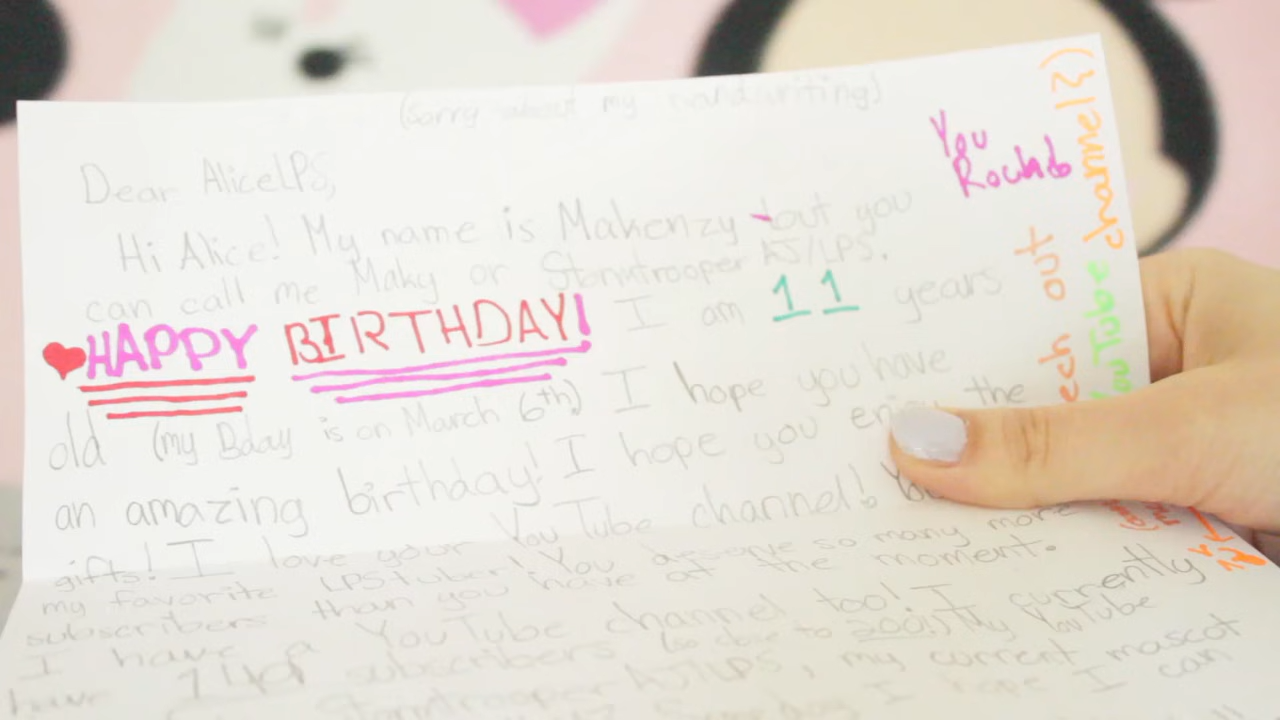 (Sorry about my handwriting)
Dear AliceLPS,
Hi Alice! My name is Makenzy but you
can call me Maky or Stormtrooper AJ/LPS.
♥HAPPY BIRTHDAY! I am 11 years
old (my Bday is on March 6th) I hope you have
an amazing birthday! I hope you enjoy the
gifts! I love your YouTube channel!
my favorite LPStuber! You deserve so many more
subscribers than you have at the moment.
I have a YouTube channel too! I currently
have subscribers (so close to 200!) My YouTube
Stormtrooper AJ/LPS, my current mascot
I hope I can
You
Rock
out
YouTube channel